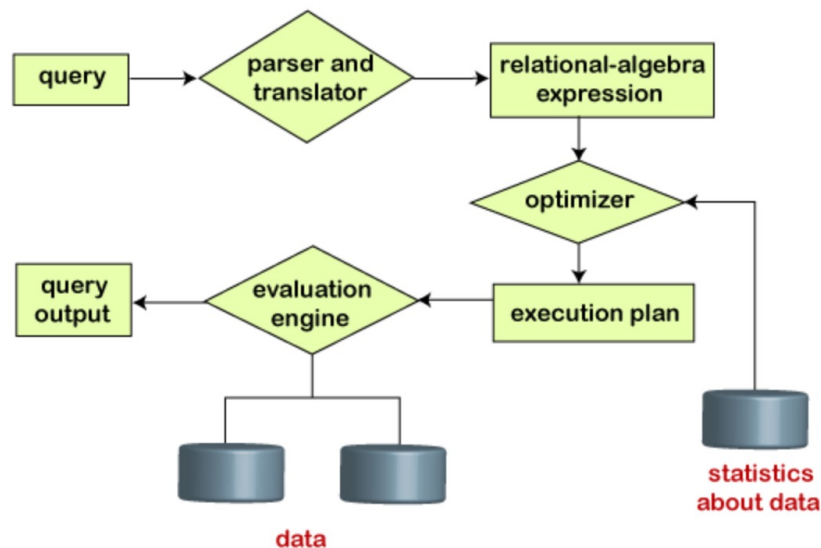 query
parser and
translator
relational-algebra
expression
optimizer
query
output
evaluation
engine
execution plan
statistics
about data
data